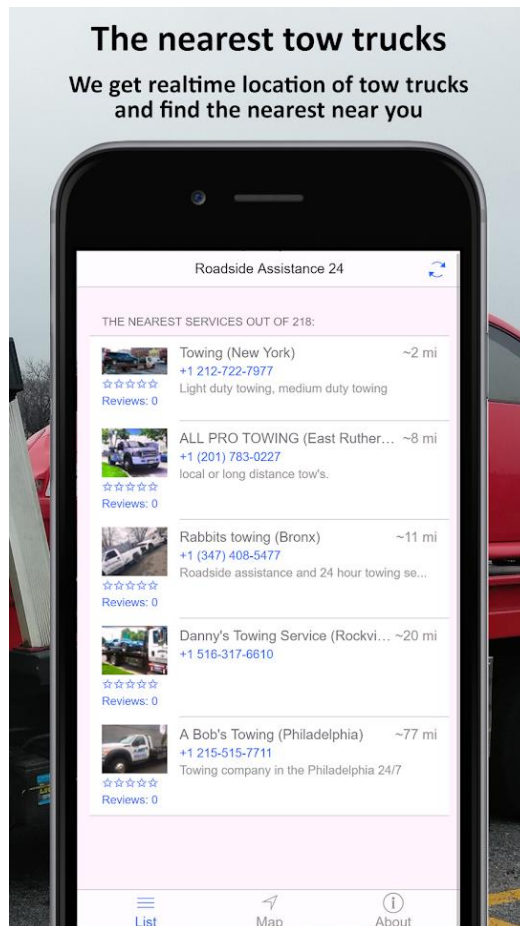 The nearest tow trucks
We get realtime location of tow trucks
and find the nearest near you
Roadside Assistance 24
THE NEAREST SERVICES OUT OF 218:
Towing (New York) ~2 mi
+1 212-722-7977
Light duty towing, medium duty towing
Reviews: 0
ALL PRO TOWING (East Ruther... ~8 mi
+1 (201) 783-0227
local or long distance tow's.
Reviews: 0
Rabbits towing (Bronx) ~11 mi
+1 (347) 408-5477
Roadside assistance and 24 hour towing se...
Reviews: 0
Danny's Towing Service (Rockvi... ~20 mi
+1 516-317-6610
Reviews: 0
A Bob's Towing (Philadelphia) ~77 mi
+1 215-515-7711
Towing company in the Philadelphia 24/7
Reviews: 0
List Map About